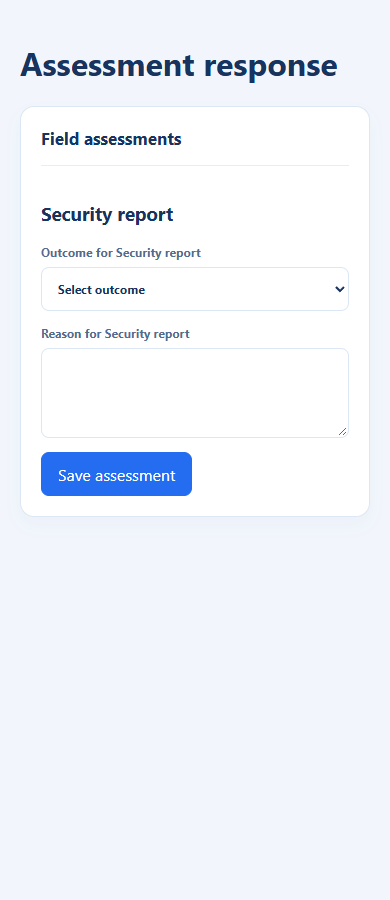 Assessment response
Field assessments
Security report
Outcome for Security report
Select outcome
Reason for Security report
Save assessment